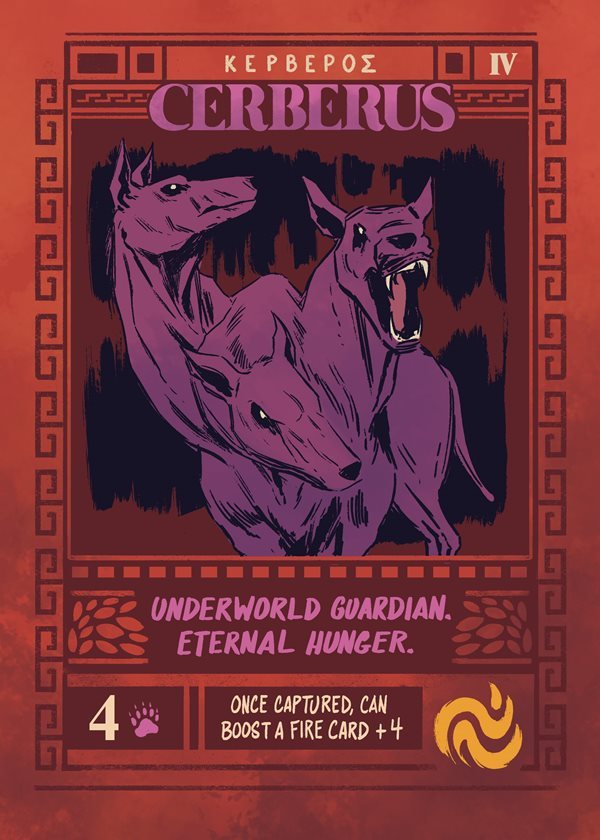 ΚΕΡΒΕΡΟΣ
IV
CERBERUS
UNDERWORLD GUARDIAN.
ETERNAL HUNGER.
4
ONCE CAPTURED, CAN
BOOST A FIRE CARD +4